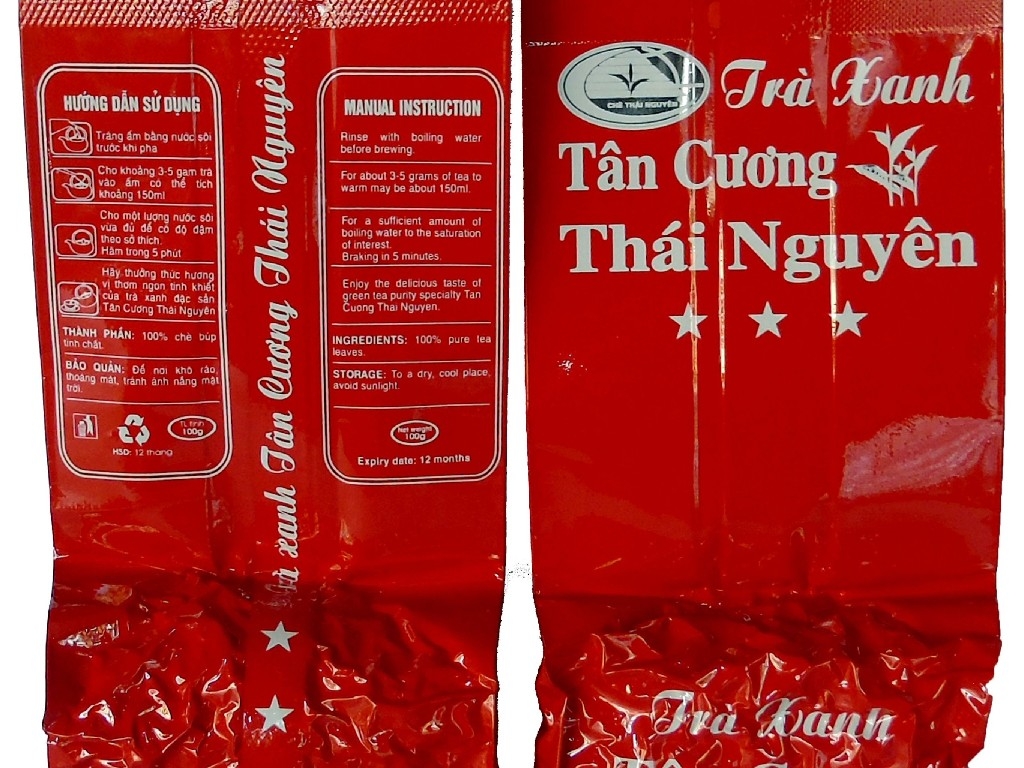 HƯỚNG DẪN SỬ DỤNG
Tráng ấm bằng nước sôi
trước khi pha
Cho khoảng 3-5 gam trà
vào ấm có thể tích
khoảng 150ml
Cho một lượng nước sôi
vừa đủ để có độ đậm
theo sở thích.
Hãm trong 5 phút
Hãy thưởng thức hương
vị thơm ngon tinh khiết
của trà xanh đặc sản
Tân Cương Thái Nguyên
THÀNH PHẦN: 100% chè búp
tinh chất.
BẢO QUẢN: Để nơi khô ráo,
thoáng mát, tránh ánh nắng mặt
trời.
TL tịnh
100g
HSD: 12 tháng
xanh Tân Cương Thái Nguyên
MANUAL INSTRUCTION
Rinse with boiling water
before brewing.
For about 3-5 grams of tea to
warm may be about 150ml.
For a sufficient amount of
boiling water to the saturation
of interest.
Braking in 5 minutes.
Enjoy the delicious taste of
green tea purity specialty Tan
Cuong Thai Nguyen.
INGREDIENTS: 100% pure tea
leaves.
STORAGE: To a dry, cool place,
avoid sunlight.
Net weight
100g
Expiry date: 12 months
CHÈ THÁI NGUYÊN
Trà Xanh
Tân Cương
Thái Nguyên
Trà Xanh